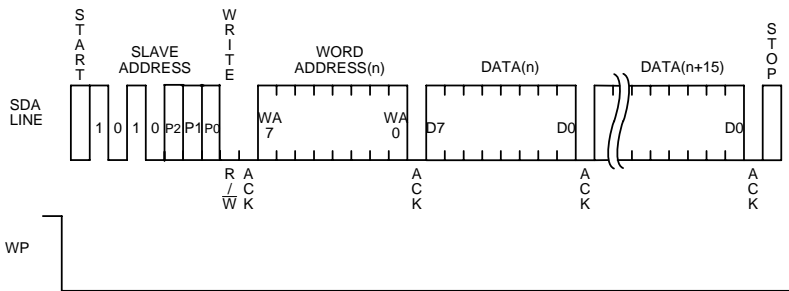 START
SLAVE
ADDRESS
WRITE
WORD
ADDRESS(n)
DATA(n)
DATA(n+15)
STOP
SDA
LINE
1 0 1 0 P2 P1 P0
WA
7
WA
0
D7
D0
D0
R
/
W
ACK
ACK
ACK
ACK
WP